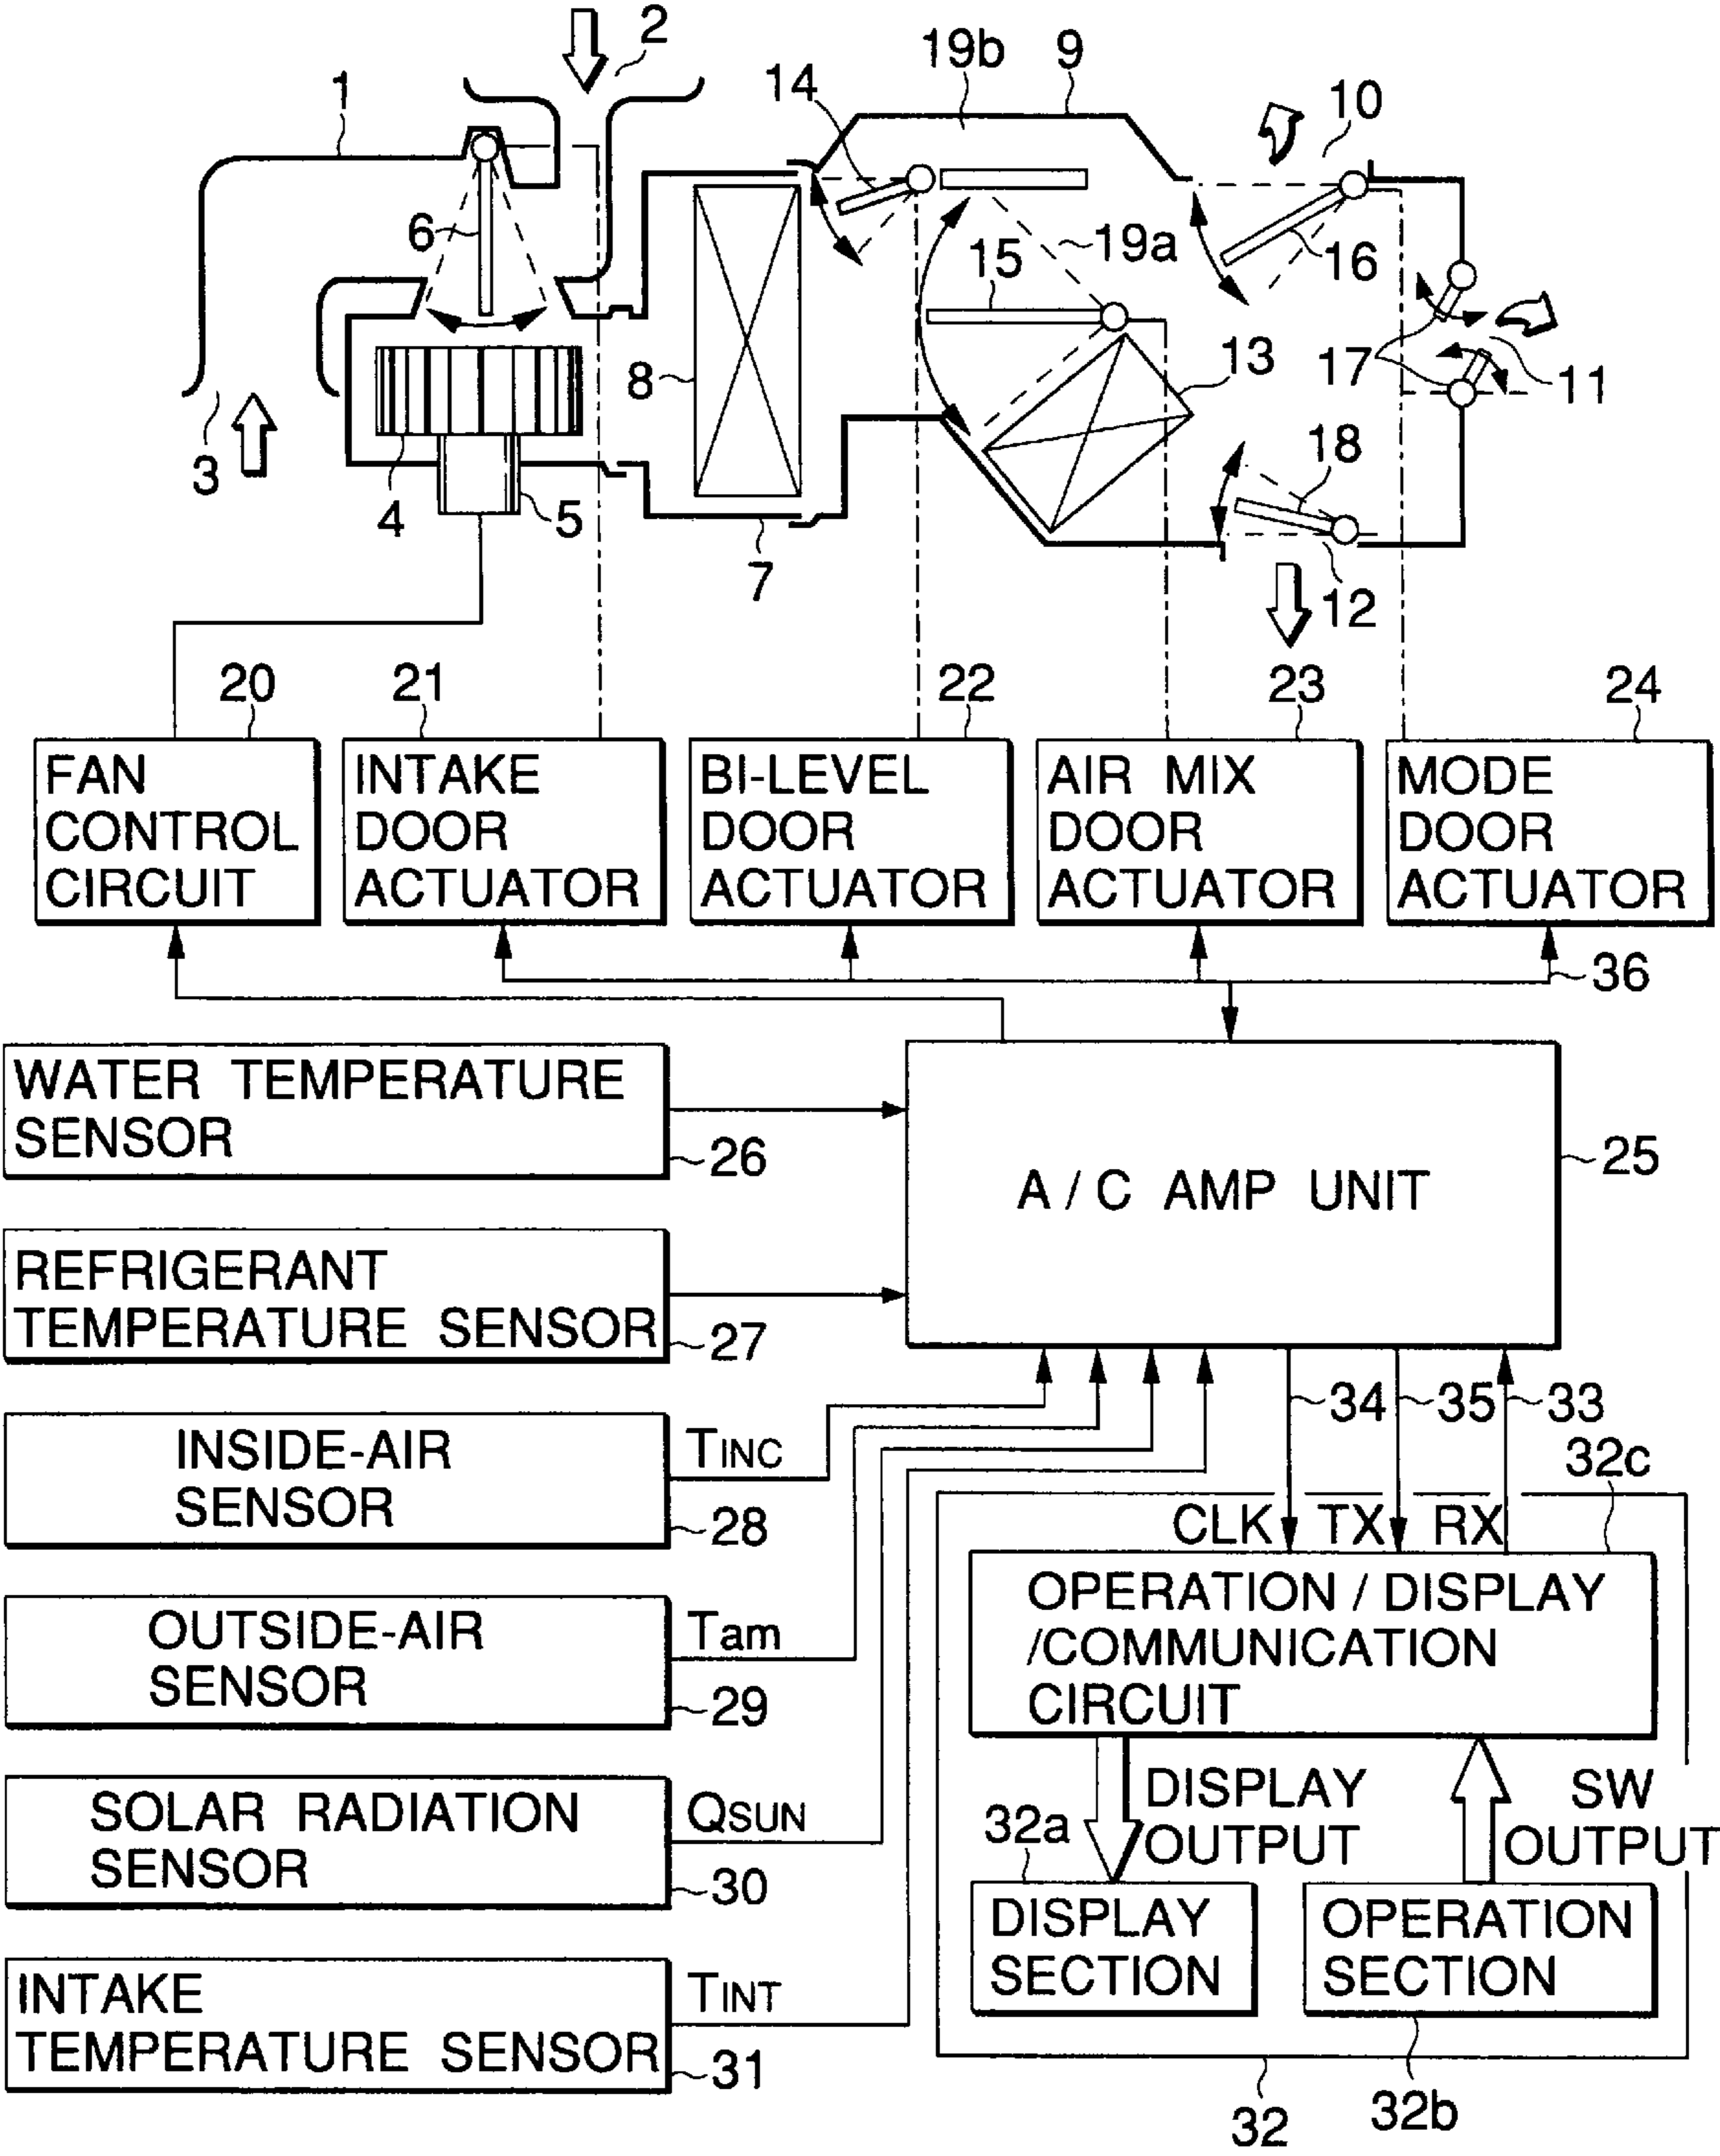 2
1
14
19b
9
10
6
15
19a
16
8
13
17
11
3
4
5
18
7
12
20
21
22
23
24
FAN
CONTROL
CIRCUIT
INTAKE
DOOR
ACTUATOR
BI-LEVEL
DOOR
ACTUATOR
AIR MIX
DOOR
ACTUATOR
MODE
DOOR
ACTUATOR
36
WATER TEMPERATURE
SENSOR
26
A / C AMP UNIT
25
REFRIGERANT
TEMPERATURE SENSOR
27
34
35
33
INSIDE-AIR
SENSOR
TINC
28
32c
CLK
TX
RX
OUTSIDE-AIR
SENSOR
Tam
29
OPERATION / DISPLAY
/COMMUNICATION
CIRCUIT
SOLAR RADIATION
SENSOR
QSUN
30
32a
DISPLAY
OUTPUT
SW
OUTPUT
DISPLAY
SECTION
OPERATION
SECTION
INTAKE
TEMPERATURE SENSOR
TINT
31
32
32b